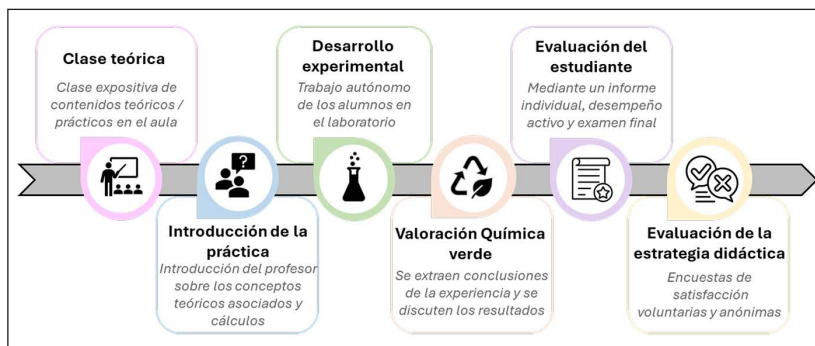 Clase teórica
Clase expositiva de
contenidos teóricos /
prácticos en el aula
Introducción de la
práctica
Introducción del profesor
sobre los conceptos
teóricos asociados y
cálculos
Desarrollo
experimental
Trabajo autónomo
de los alumnos en
el laboratorio
Valoración Química
verde
Se extraen conclusiones
de la experiencia y se
discuten los resultados
Evaluación del
estudiante
Mediante un informe
individual, desempeño
activo y examen final
Evaluación de la
estrategia didáctica
Encuestas de
satisfacción
voluntarias y anónimas